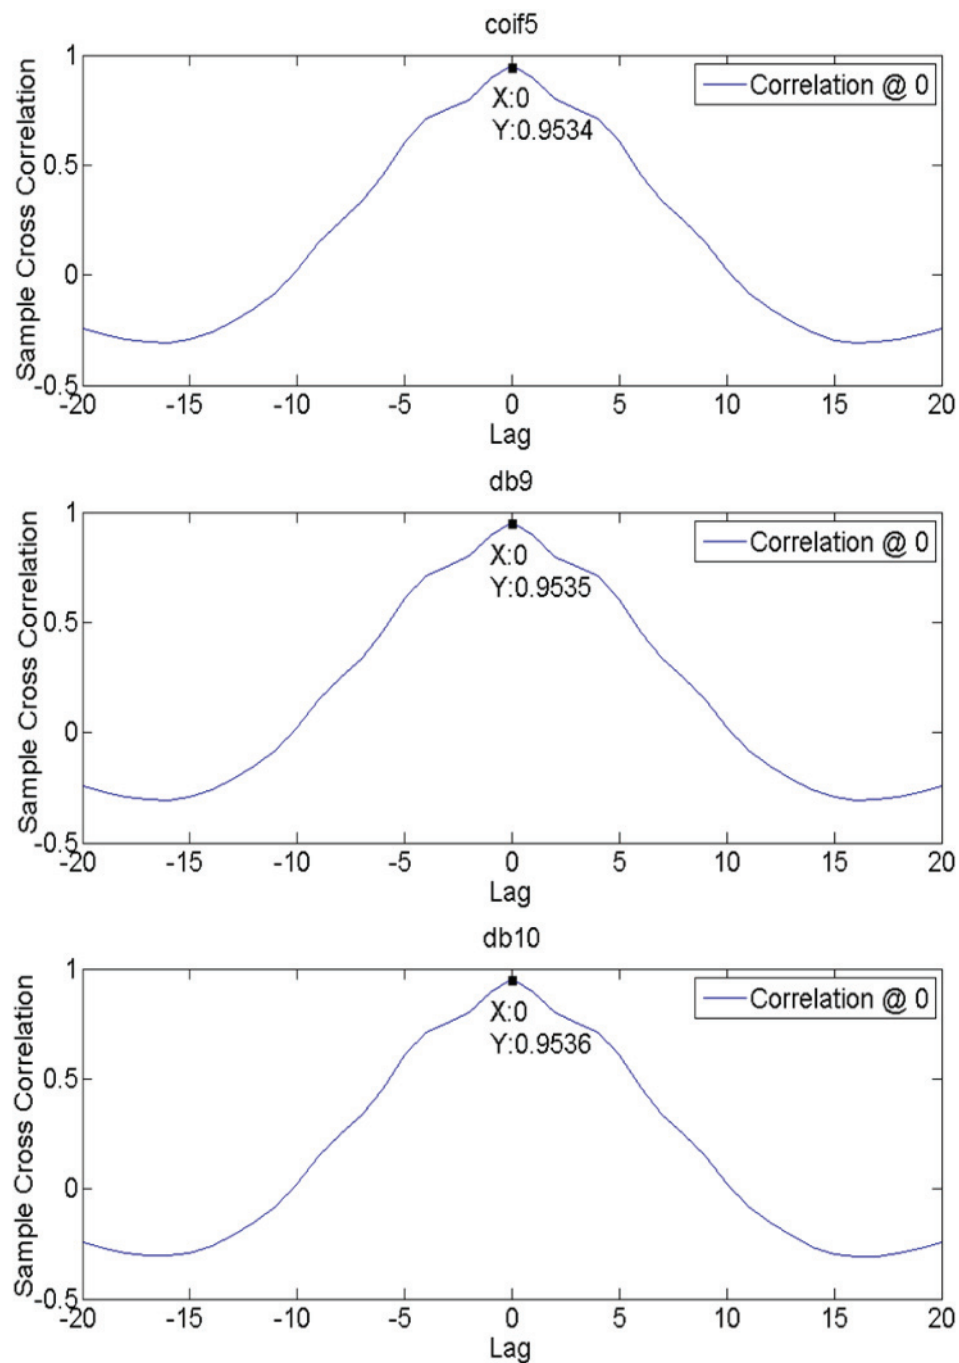 coif5
1
Correlation @ 0
X:0
Y:0.9534
0.5
0
-0.5
Sample Cross Correlation
-20 -15 -10 -5 0 5 10 15 20
Lag
db9
1
Correlation @ 0
X:0
Y:0.9535
0.5
0
-0.5
Sample Cross Correlation
-20 -15 -10 -5 0 5 10 15 20
Lag
db10
1
Correlation @ 0
X:0
Y:0.9536
0.5
0
-0.5
Sample Cross Correlation
-20 -15 -10 -5 0 5 10 15 20
Lag